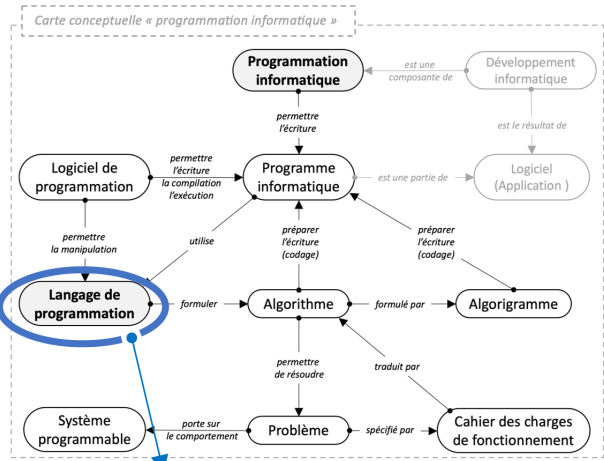 Carte conceptuelle « programmation informatique »
Programmation
informatique
est une
composante de
Développement
informatique
permettre
l'écriture
est le résultat de
Logiciel de
programmation
permettre
l'écriture
la compilation
l'exécution
Programme
informatique
est une partie de
Logiciel
(Application )
permettre
la manipulation
utilise
préparer
l'écriture
(codage)
préparer
l'écriture
(codage)
Langage de
programmation
formuler
Algorithme
formulé par
Algorigramme
permettre
de résoudre
traduit par
Système
programmable
porte sur
le comportement
Problème
spécifié par
Cahier des charges
de fonctionnement